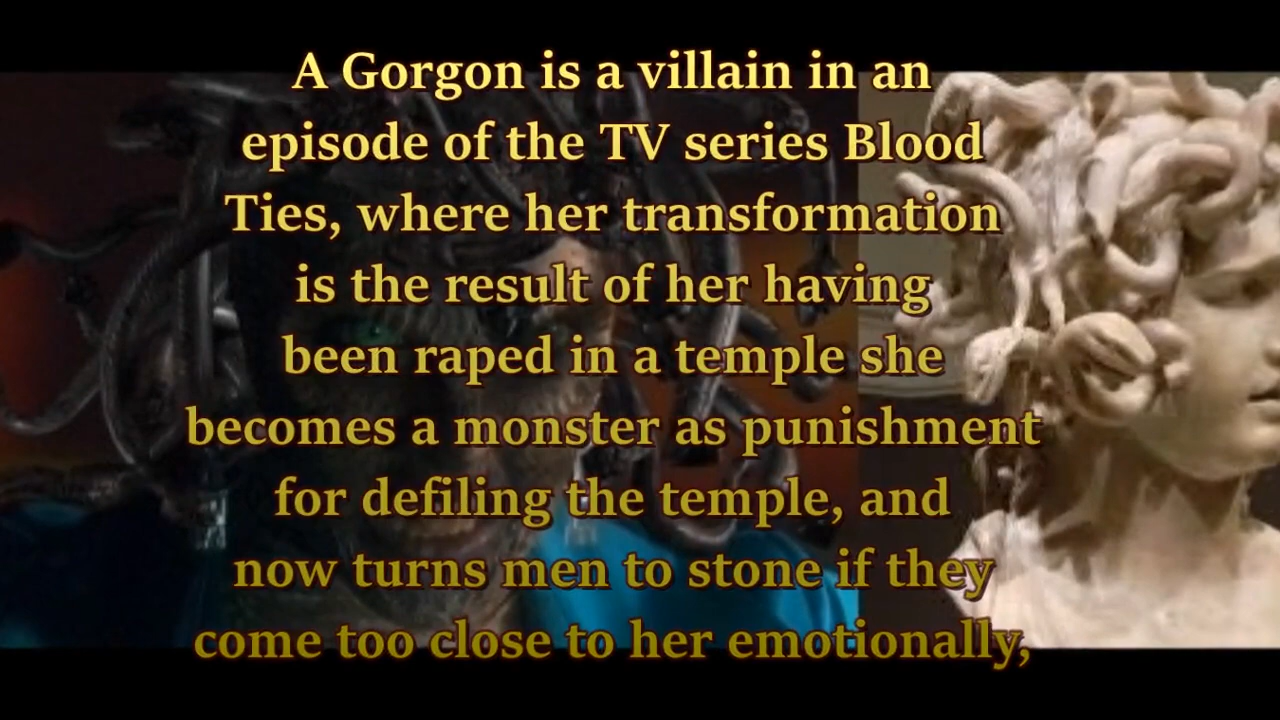 A Gorgon is a villain in an
episode of the TV series Blood
Ties, where her transformation
is the result of her having
been raped in a temple she
becomes a monster as punishment
for defiling the temple, and
now turns men to stone if they
come too close to her emotionally,